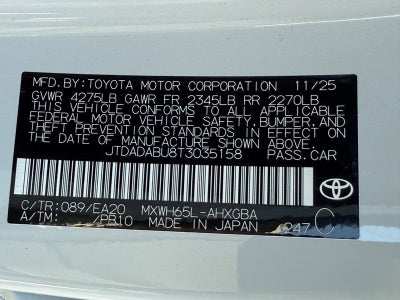 MFD.BY:TOYOTA MOTOR CORPORATION 11/25
GVWR 4275LB GAWR FR 2345LB RR 2270LB
THIS VEHICLE CONFORMS TO ALL APPLICABLE
FEDERAL MOTOR VEHICLE SAFETY,BUMPER,AND
THEFT PREVENTION STANDARDS IN EFFECT ON
THE DATE OF MANUFACTURE SHOWN ABOVE.
JTDADABU8T3035158 PASS.CAR
C/TR:089/EA20 MXWH65L-AHXGBA
A/TM: /PB10 MADE IN JAPAN 247 C